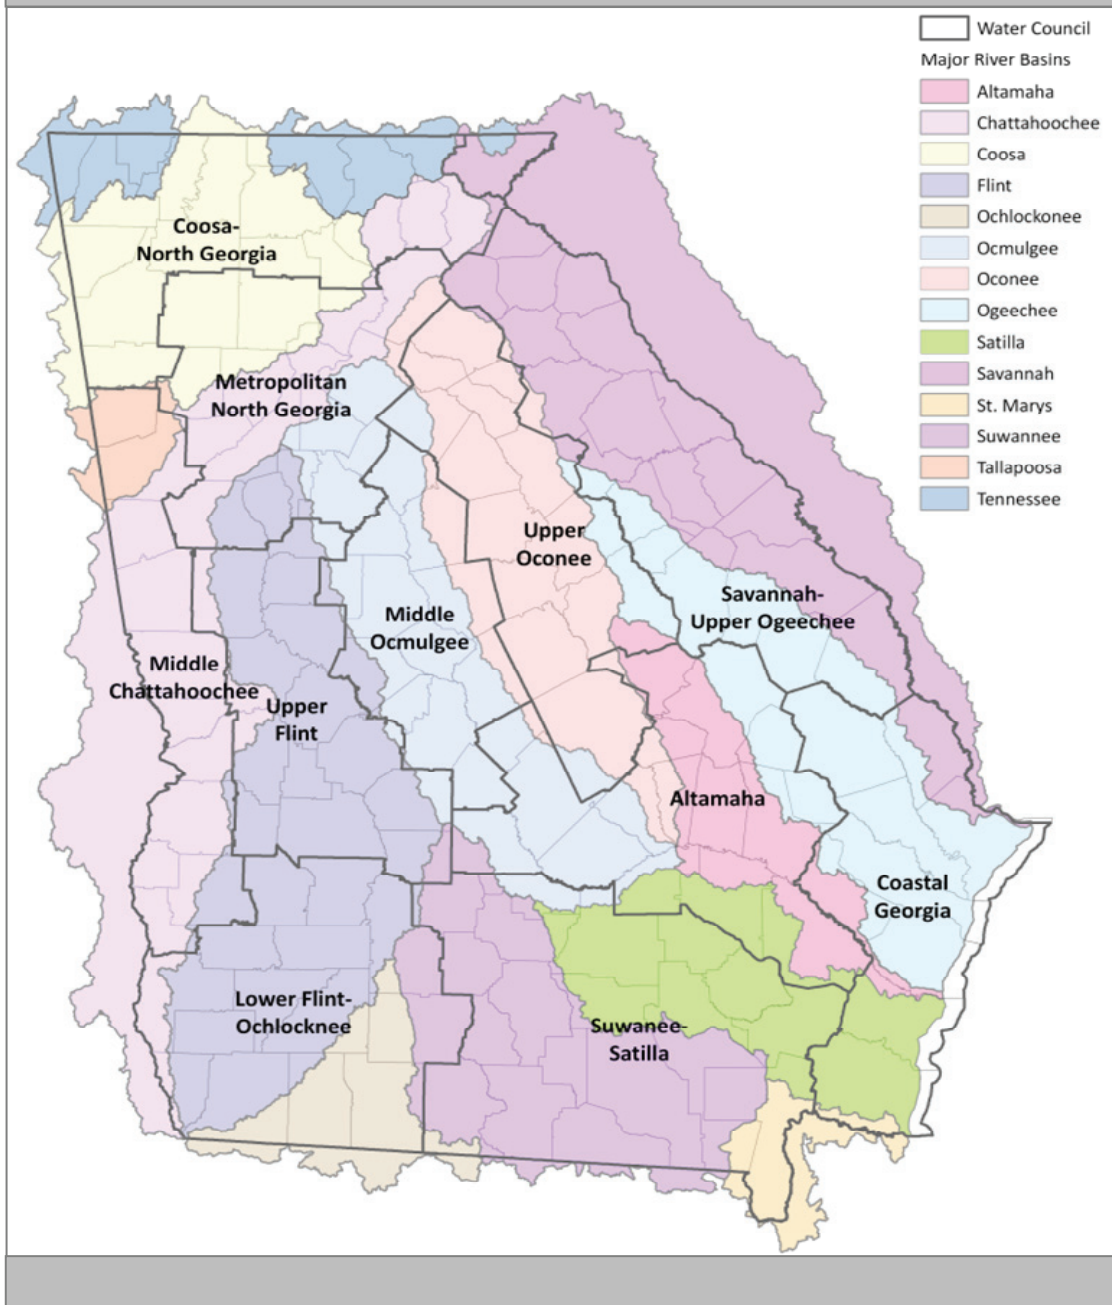 Water Council
Major River Basins
Altamaha
Chattahoochee
Coosa
Flint
Ochlockonee
Ocmulgee
Oconee
Ogeechee
Satilla
Savannah
St. Marys
Suwannee
Tallapoosa
Tennessee
Coosa-
North Georgia
Metropolitan
North Georgia
Upper
Oconee
Savannah-
Upper Ogeechee
Middle
Ocmulgee
Middle
Chattahoochee
Upper
Flint
Altamaha
Coastal
Georgia
Lower Flint-
Ochlocknee
Suwanee-
Satilla